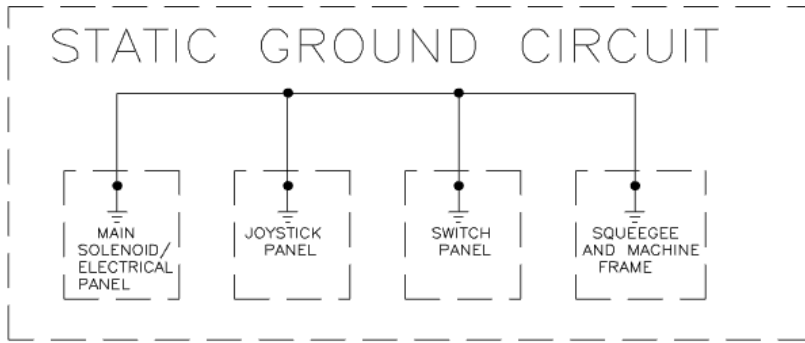 STATIC GROUND CIRCUIT
MAIN
SOLENOID/
ELECTRICAL
PANEL
JOYSTICK
PANEL
SWITCH
PANEL
SQUEEGEE
AND MACHINE
FRAME